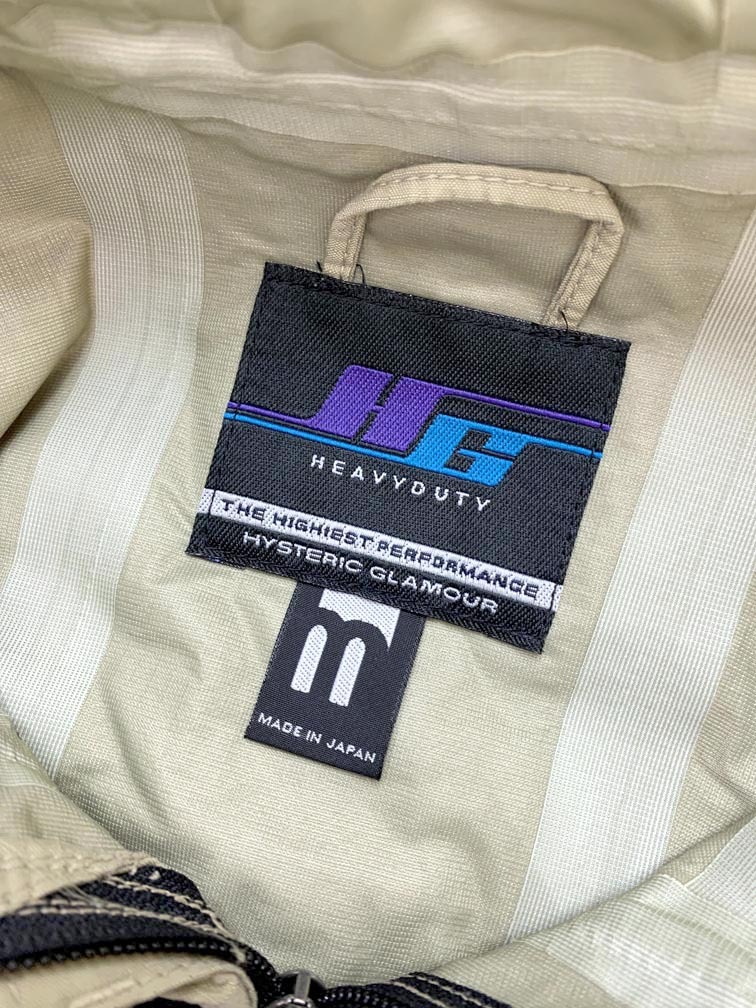 HG
HEAVYDUTY
THE HIGHIEST PERFORMANCE
HYSTERIC GLAMOUR
m
MADE IN JAPAN